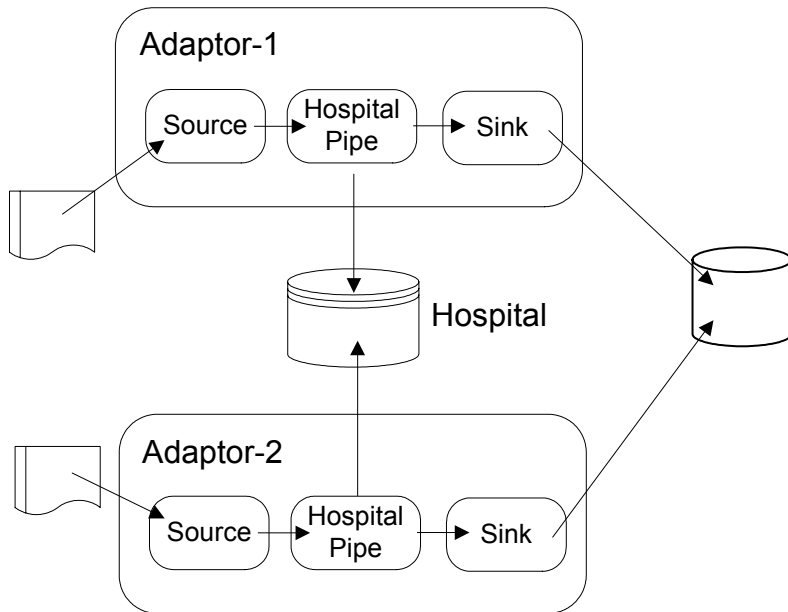 Adaptor-1
Source
Hospital
Pipe
Sink
Hospital
Adaptor-2
Source
Hospital
Pipe
Sink